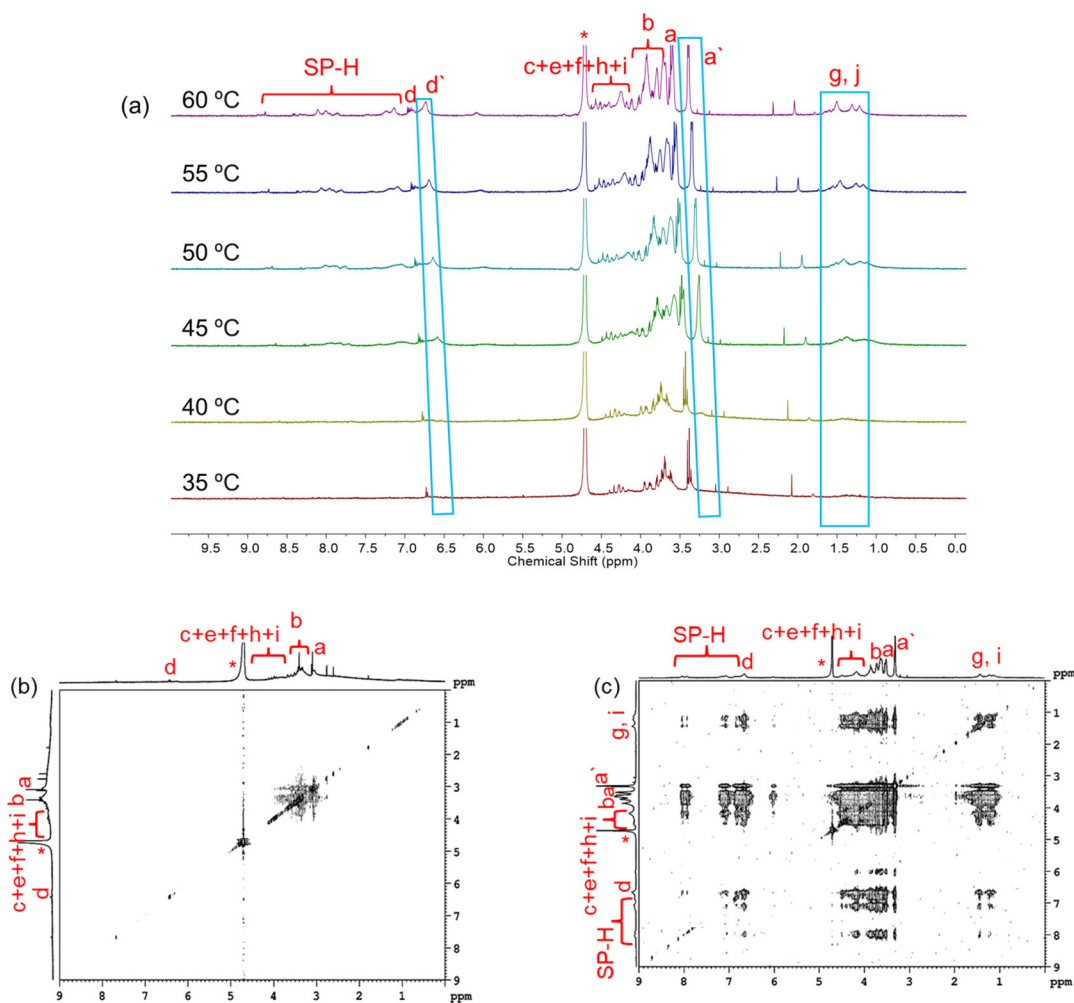 (a)
SP-H
d
d`
*
c+e+f+h+i
b
a
a`
g, j
60 ºC
55 ºC
50 ºC
45 ºC
40 ºC
35 ºC
9.5 9.0 8.5 8.0 7.5 7.0 6.5 6.0 5.5 5.0 4.5 4.0 3.5 3.0 2.5 2.0 1.5 1.0 0.5 0.0
Chemical Shift (ppm)
(b)
d
*
c+e+f+h+i
b
a
ppm
1
2
3
4
5
6
7
8
9
c+e+f+h+i
b
a
*
d
9 8 7 6 5 4 3 2 1 ppm
(c)
SP-H
d
*
c+e+f+h+i
b
a
a`
g, i
ppm
1
2
3
4
5
6
7
8
9
g, i
a`
a
b
c+e+f+h+i
*
d
SP-H
9 8 7 6 5 4 3 2 1 ppm